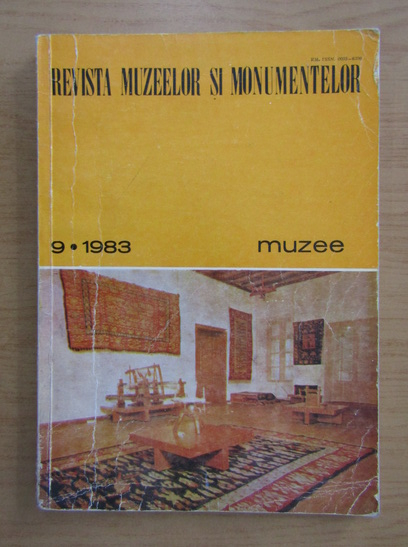 REVISTA MUZEELOR ȘI MONUMENTELOR
9 • 1983 muzee